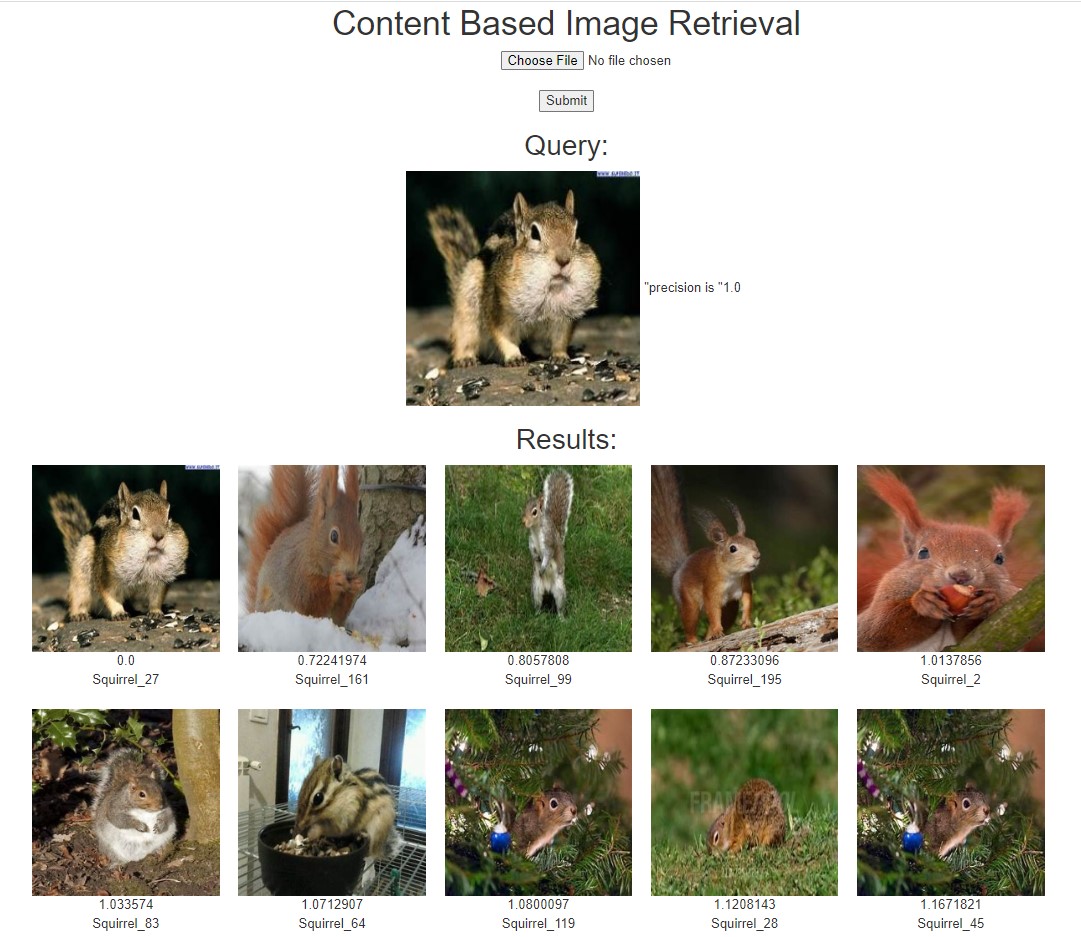 Content Based Image Retrieval
Choose File No file chosen
Submit
Query:
"precision is "1.0
Results:
0.0 0.72241974 0.8057808 0.87233096 1.0137856
Squirrel_27 Squirrel_161 Squirrel_99 Squirrel_195 Squirrel_2
1.033574 1.0712907 1.0800097 1.1208143 1.1671821
Squirrel_83 Squirrel_64 Squirrel_119 Squirrel_28 Squirrel_45